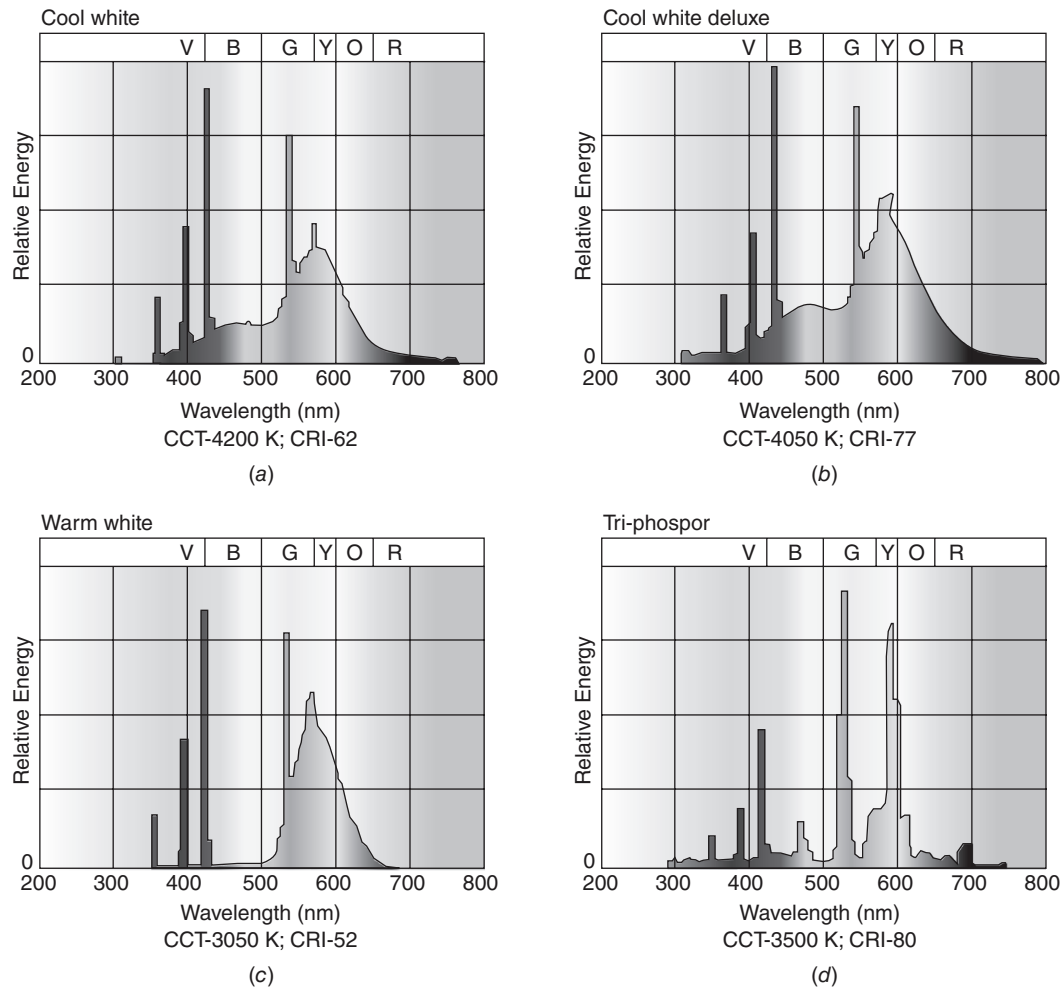 Cool white
V B G Y O R
Relative Energy
0
200 300 400 500 600 700 800
Wavelength (nm)
CCT-4200 K; CRI-62
(a)
Cool white deluxe
V B G Y O R
Relative Energy
0
200 300 400 500 600 700 800
Wavelength (nm)
CCT-4050 K; CRI-77
(b)
Warm white
V B G Y O R
Relative Energy
0
200 300 400 500 600 700 800
Wavelength (nm)
CCT-3050 K; CRI-52
(c)
Tri-phospor
V B G Y O R
Relative Energy
0
200 300 400 500 600 700 800
Wavelength (nm)
CCT-3500 K; CRI-80
(d)